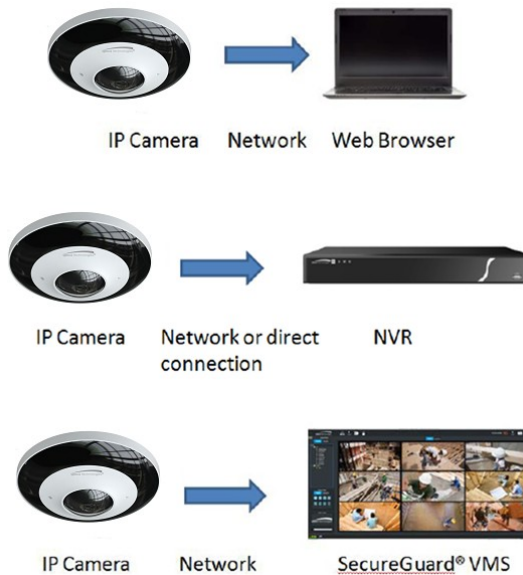 IP Camera Network Web Browser
IP Camera Network or direct NVR
connection
IP Camera Network SecureGuard® VMS